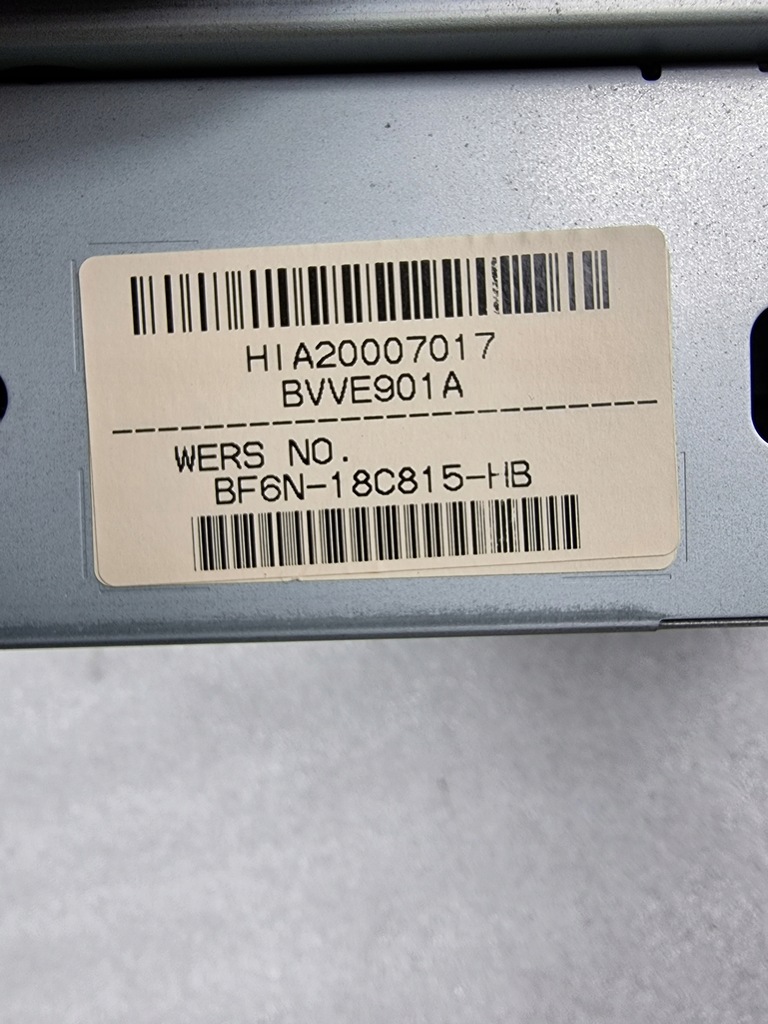 HIA20007017
BVVE901A
WERS NO.
BF6N-18C815-HB